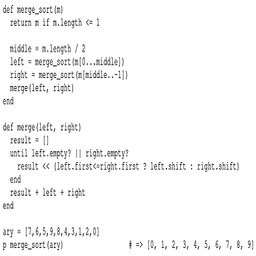 def merge_sort(m)
  return m if m.length <= 1

  middle = m.length / 2
  left = merge_sort(m[0...middle])
  right = merge_sort(m[middle..-1])
  merge(left, right)
end

def merge(left, right)
  result = []
  until left.empty? || right.empty?
    result << (left.first<=right.first ? left.shift : right.shift)
  end
  result + left + right
end

ary = [7,6,5,9,8,4,3,1,2,0]
p merge_sort(ary)                  # => [0, 1, 2, 3, 4, 5, 6, 7, 8, 9]